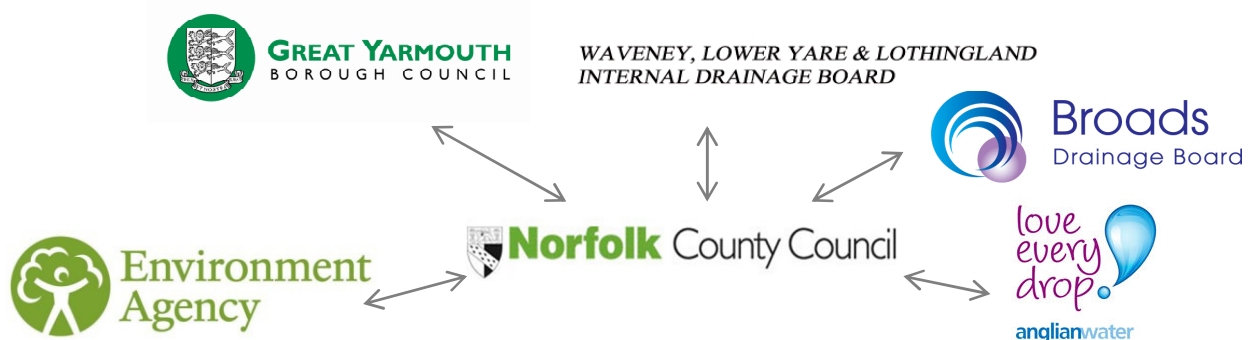 GREAT YARMOUTH
BOROUGH COUNCIL
WAVENEY, LOWER YARE & LOTHINGLAND
INTERNAL DRAINAGE BOARD
Broads
Drainage Board
Environment
Agency
Norfolk County Council
love
every
drop
anglianwater